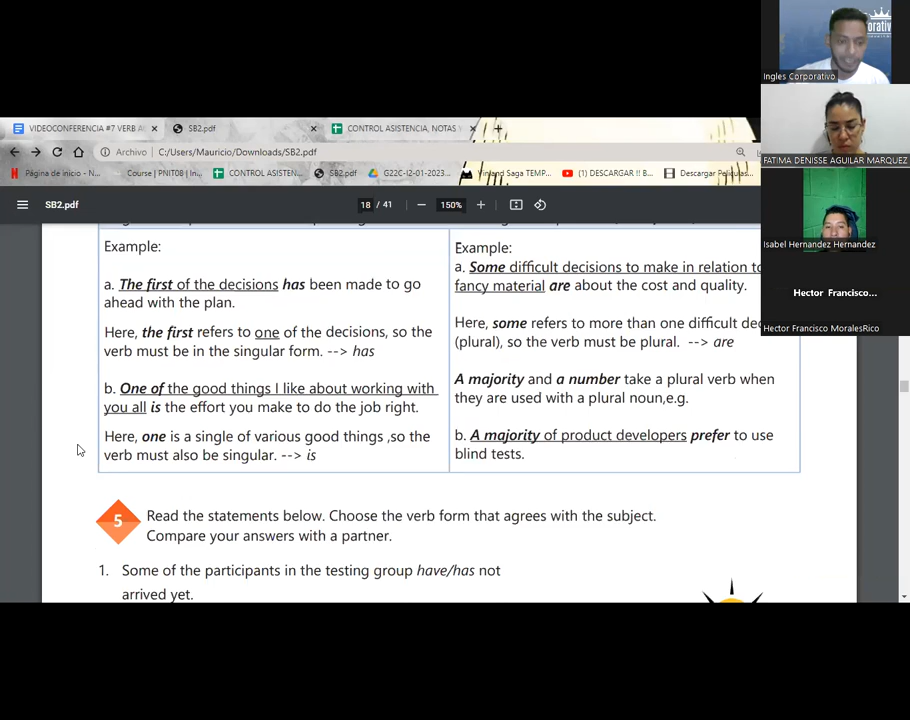 Ingles Corporativo
FATIMA DENISSE AGUILAR MARQUEZ
Isabel Hernandez Hernandez
Hector Francisco...
Hector Francisco MoralesRico
VIDEOCONFERENCIA #7 VERB A
SB2.pdf
CONTROL ASISTENCIA, NOTAS
Archivo
C:/Users/Mauricio/Downloads/SB2.pdf
Página de inicio - N...
Course | PNIT08 | In...
CONTROL ASISTEN...
SB2.pdf
G22C-I2-01-2023...
Vinland Saga TEMP...
(1) DESCARGAR !! B...
Descargar Peliculas...
SB2.pdf
18 / 41
150%
Example:
a. The first of the decisions has been made to go
ahead with the plan.
Here, the first refers to one of the decisions, so the
verb must be in the singular form. --> has
b. One of the good things I like about working with
you all is the effort you make to do the job right.
Here, one is a single of various good things ,so the
verb must also be singular. --> is
Example:
a. Some difficult decisions to make in relation to
fancy material are about the cost and quality.
Here, some refers to more than one difficult dec
(plural), so the verb must be plural. --> are
A majority and a number take a plural verb when
they are used with a plural noun,e.g.
b. A majority of product developers prefer to use
blind tests.
5
Read the statements below. Choose the verb form that agrees with the subject.
Compare your answers with a partner.
1. Some of the participants in the testing group have/has not
arrived yet.